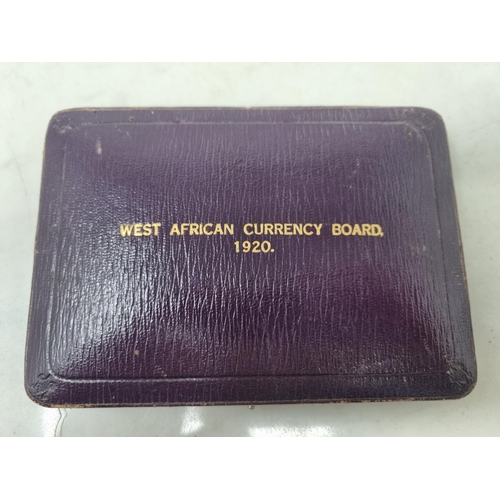 WEST AFRICAN CURRENCY BOARD,
1920.